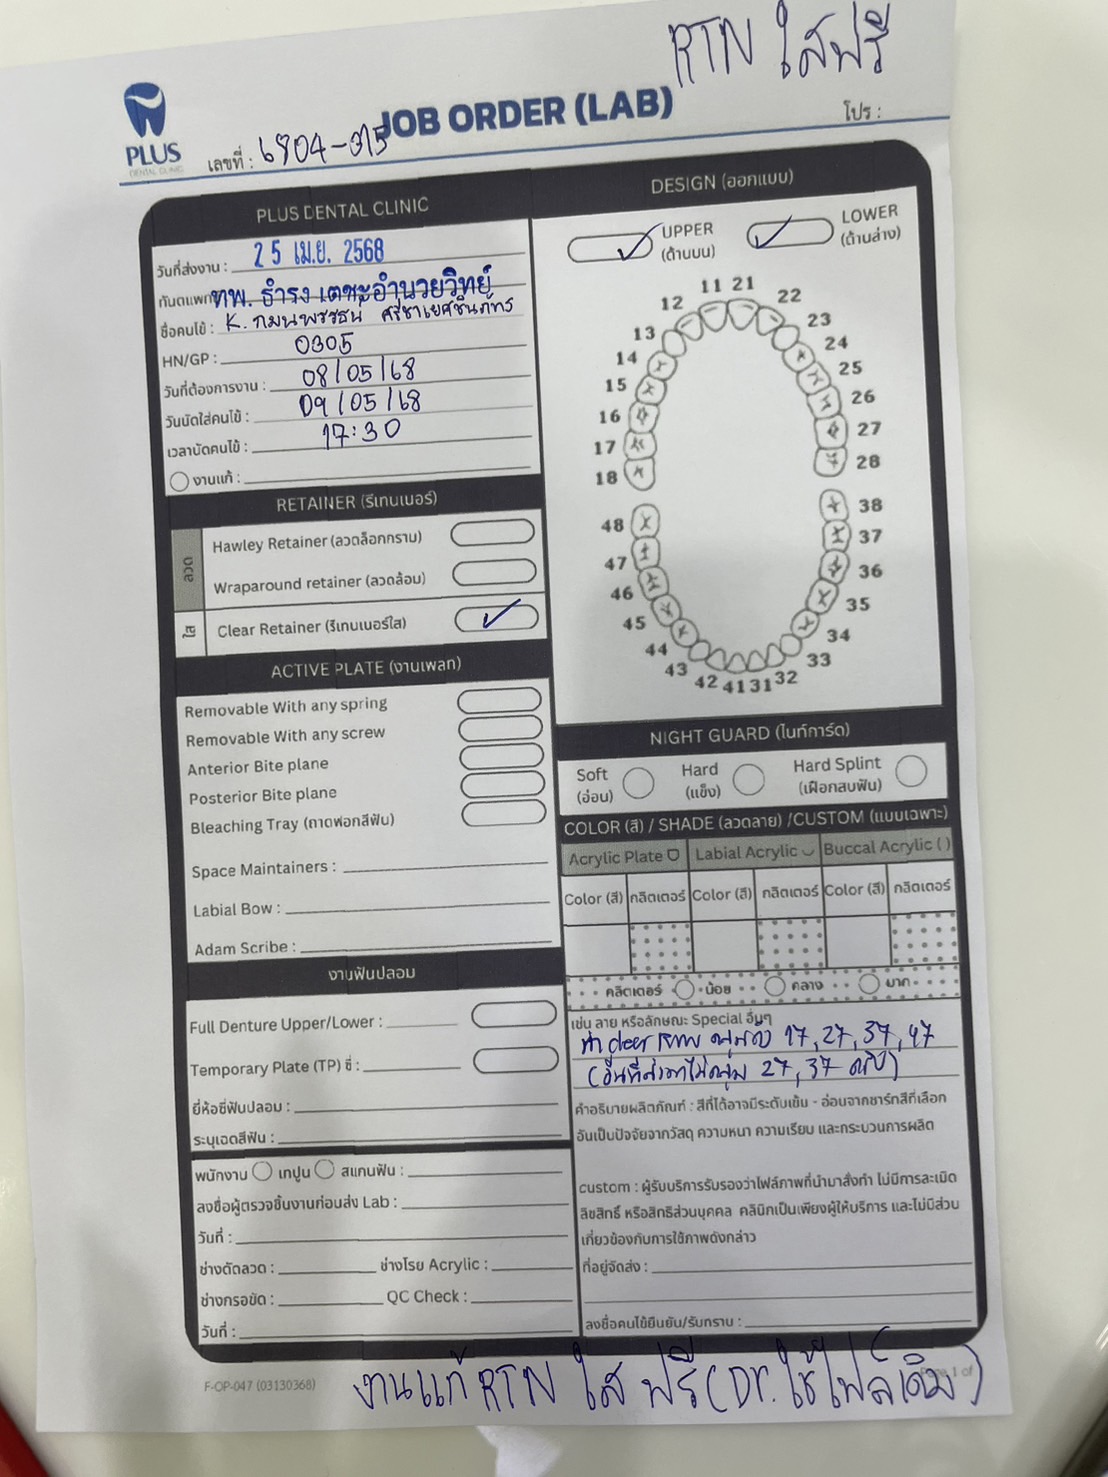 RTN ใสฟรี
PLUS
DENTAL CLINIC
JOB ORDER (LAB)
เลขที่ : 6804-015
โปร :
PLUS DENTAL CLINIC
วันที่ส่งงาน : 25 เม.ย. 2568
ทันตแพท ทพ. ธำรง เตชะอำนวยวิทย์
ชื่อคนไข้ : K.
HN/GP : 0305
วันที่ต้องการงาน : 08/05/68
วันนัดใส่คนไข้ : 09/05/68
เวลานัดคนไข้ : 17:30
งานแก้ :
RETAINER (รีเทนเนอร์)
ลวด
Hawley Retainer (ลวดล็อกกราม)
Wraparound retainer (ลวดล้อม)
ใส
Clear Retainer (รีเทนเนอร์ใส)
ACTIVE PLATE (งานเพลท)
Removable With any spring
Removable With any screw
Anterior Bite plane
Posterior Bite plane
Bleaching Tray (ถาดฟอกสีฟัน)
Space Maintainers :
Labial Bow :
Adam Scribe :
งานฟันปลอม
Full Denture Upper/Lower :
Temporary Plate (TP) ซี่ :
ยี่ห้อซี่ฟันปลอม :
ระบุเฉดสีฟัน :
พนักงาน เทปูน สแกนฟัน :
ลงชื่อผู้ตรวจชิ้นงานก่อนส่ง Lab :
วันที่ :
ช่างดัดลวด : ช่างโรย Acrylic :
ช่างกรอขัด : QC Check :
วันที่ :
DESIGN (ออกแบบ)
UPPER
(ด้านบน)
LOWER
(ด้านล่าง)
11 21
12 22
13 23
14 24
15 25
16 26
17 27
18 28
48 38
47 37
46 36
45 35
44 34
43 33
42 41 31 32
NIGHT GUARD (ไนท์การ์ด)
Soft
(อ่อน)
Hard
(แข็ง)
Hard Splint
(เฝือกสบฟัน)
COLOR (สี) / SHADE (ลวดลาย) /CUSTOM (แบบเฉพาะ)
Acrylic Plate Labial Acrylic Buccal Acrylic ( )
Color (สี) กลิตเตอร์ Color (สี) กลิตเตอร์ Color (สี) กลิตเตอร์
กลิตเตอร์ น้อย กลาง มาก
เช่น ลาย หรือลักษณะ Special อื่นๆ
ทำ clear 17, 27, 37, 47
27, 37 ครับ)
คำอธิบายผลิตภัณฑ์ : สีที่ได้อาจมีระดับเข้ม - อ่อนจากชาร์ทสีที่เลือก
อันเป็นปัจจัยจากวัสดุ ความหนา ความเรียบ และกระบวนการผลิต
custom : ผู้รับบริการรับรองว่าไฟล์ภาพที่นำมาสั่งทำ ไม่มีการละเมิด
ลิขสิทธิ์ หรือสิทธิส่วนบุคคล คลินิกเป็นเพียงผู้ให้บริการ และไม่มีส่วน
เกี่ยวข้องกับการใช้ภาพดังกล่าว
ที่อยู่จัดส่ง :
ลงชื่อคนไข้ยืนยัน/รับทราบ :
F-OP-047 (03130368)
Page 1 of
งานแก้ RTN ใส ฟรี (Dr. ใช้ไฟล์เดิม)